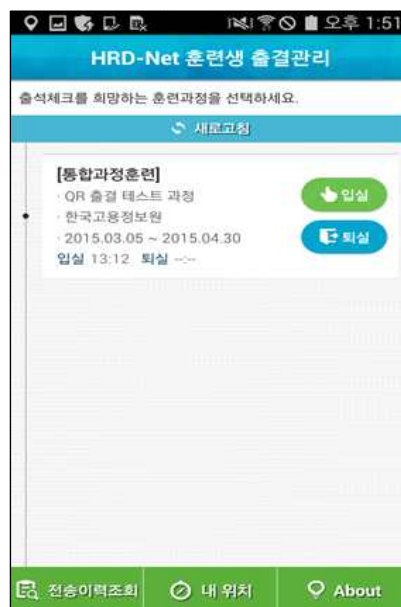 오후 1:51
HRD-Net 훈련생 출결관리
출석체크를 희망하는 훈련과정을 선택하세요.
새로고침
[통합과정훈련]
· QR 출결 테스트 과정
· 한국고용정보원
· 2015.03.05 ~ 2015.04.30
입실 13:12 퇴실 --:--
입실
퇴실
전송이력조회
내 위치
About